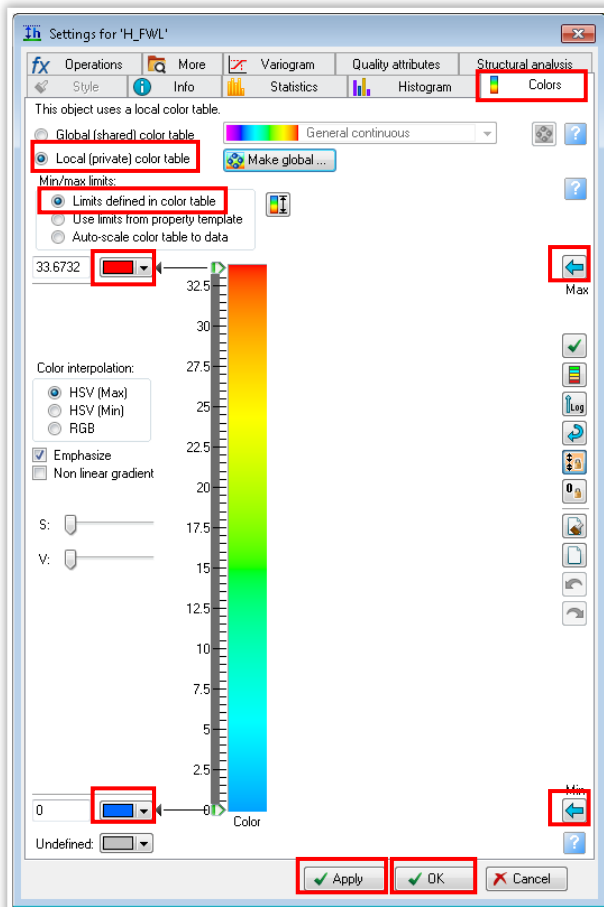 Settings for 'H_FWL'
Operations More Variogram Quality attributes Structural analysis
Style Info Statistics Histogram Colors
This object uses a local color table.
Global (shared) color table General continuous
Local (private) color table Make global ...
Min/max limits:
Limits defined in color table
Use limits from property template
Auto-scale color table to data
33.6732
Max
32.5
30
Color interpolation: 27.5
HSV (Max)
HSV (Min) 25
RGB
Log
Emphasize 22.5
Non linear gradient
20
S: 17.5
V:
15
12.5
10
7.5
5
2.5
Min
0 0
Color
Undefined:
Apply OK Cancel